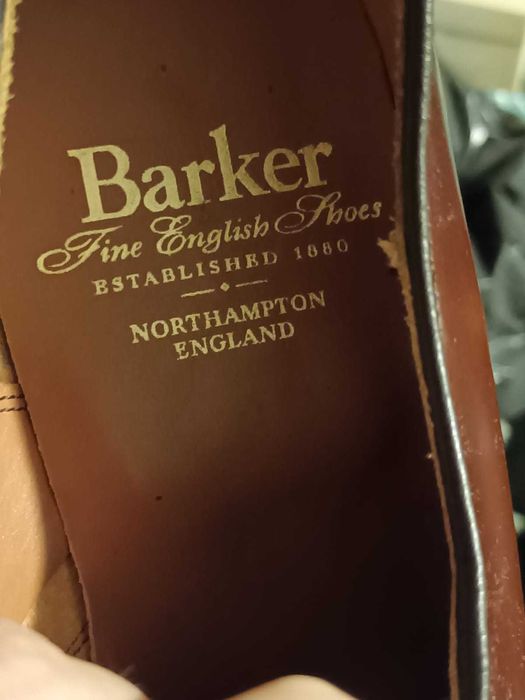 Barker
Fine English Shoes
ESTABLISHED 1880
NORTHAMPTON
ENGLAND